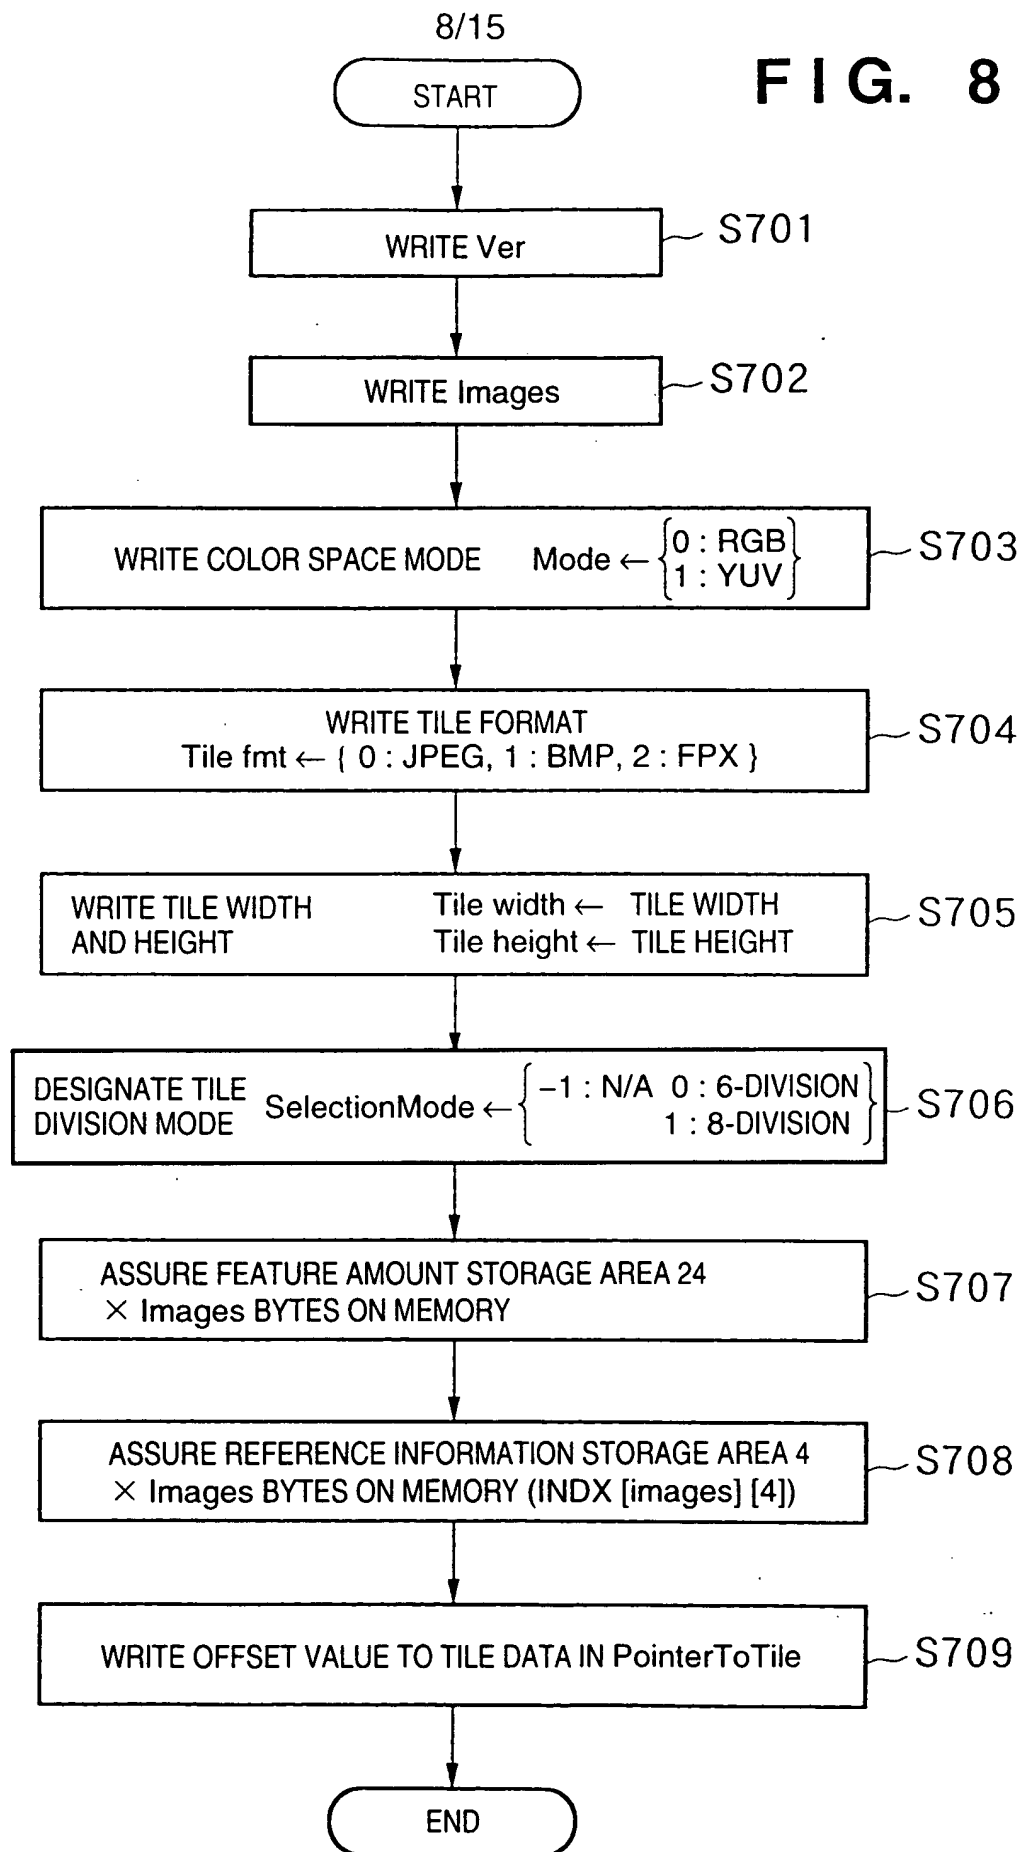 8/15
FIG. 8
START
WRITE Ver
S701
WRITE Images
S702
WRITE COLOR SPACE MODE Mode ← {0 : RGB
1 : YUV}
S703
WRITE TILE FORMAT
Tile fmt ← { 0 : JPEG, 1 : BMP, 2 : FPX }
S704
WRITE TILE WIDTH Tile width ← TILE WIDTH
AND HEIGHT Tile height ← TILE HEIGHT
S705
DESIGNATE TILE
DIVISION MODE SelectionMode ← {−1 : N/A 0 : 6-DIVISION
1 : 8-DIVISION}
S706
ASSURE FEATURE AMOUNT STORAGE AREA 24
× Images BYTES ON MEMORY
S707
ASSURE REFERENCE INFORMATION STORAGE AREA 4
× Images BYTES ON MEMORY (INDX [images] [4])
S708
WRITE OFFSET VALUE TO TILE DATA IN PointerToTile
S709
END